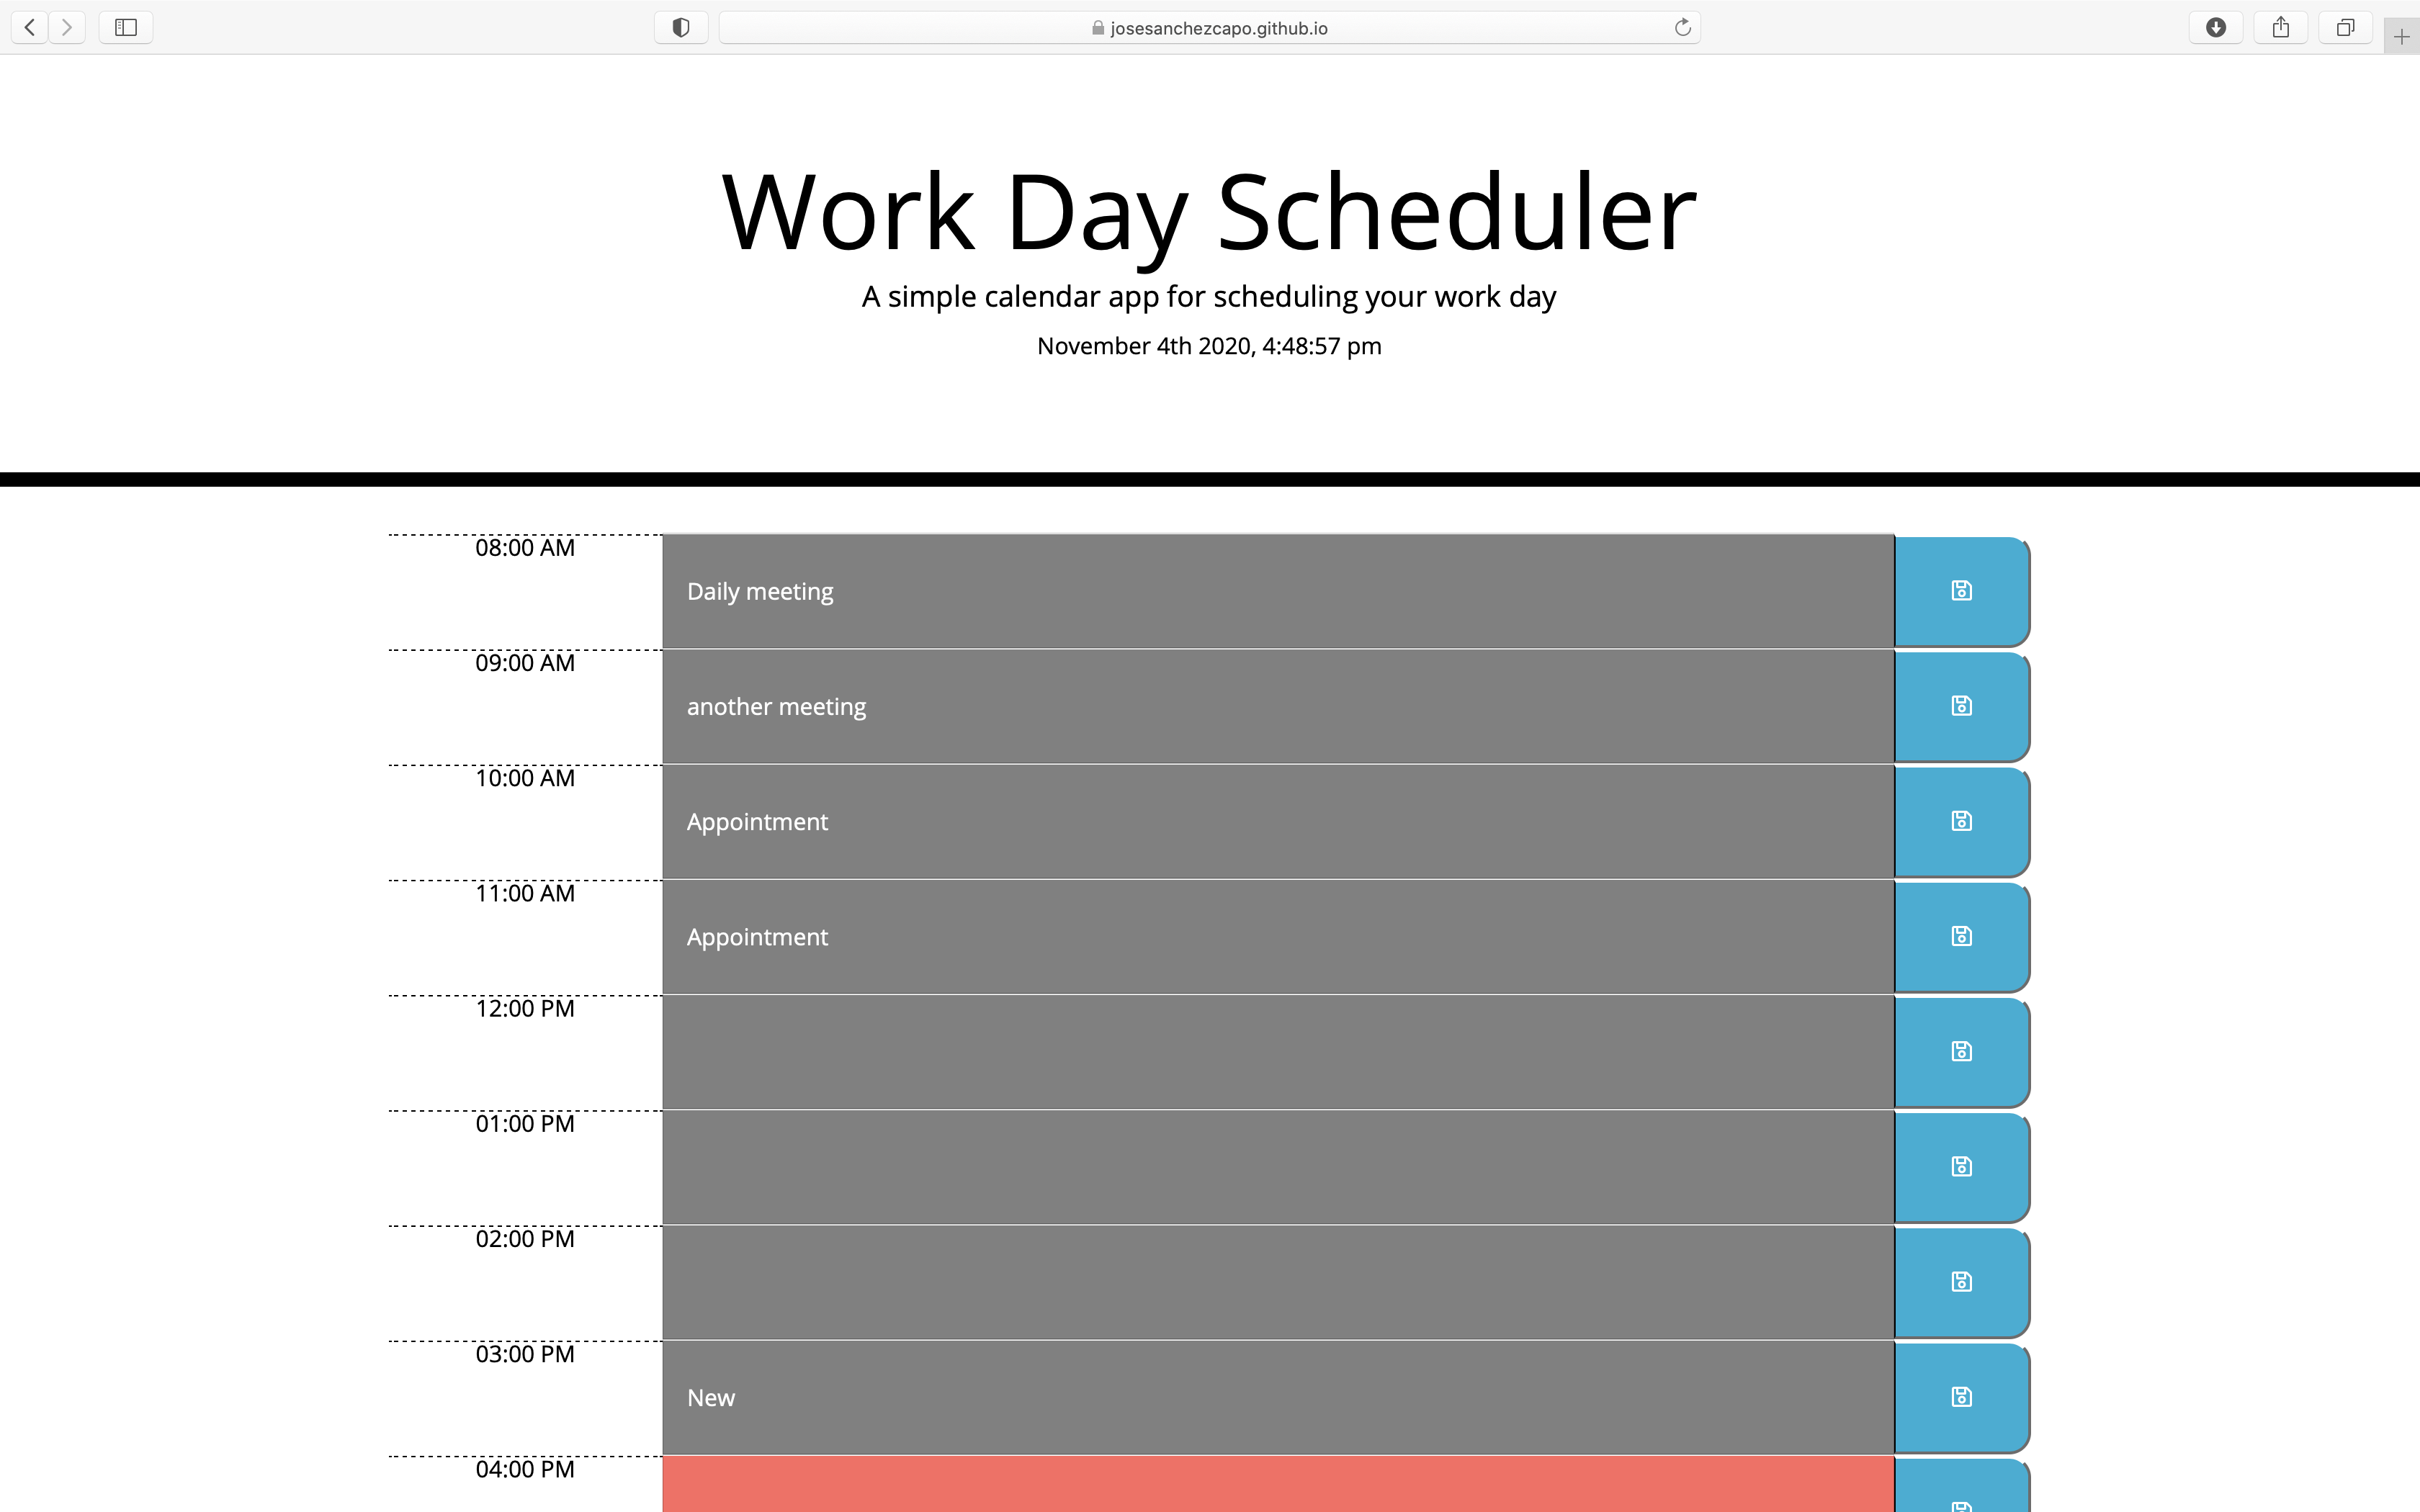 josesanchezcapo.github.io
Work Day Scheduler
A simple calendar app for scheduling your work day
November 4th 2020, 4:48:57 pm
08:00 AM
Daily meeting
09:00 AM
another meeting
10:00 AM
Appointment
11:00 AM
Appointment
12:00 PM
01:00 PM
02:00 PM
03:00 PM
New
04:00 PM